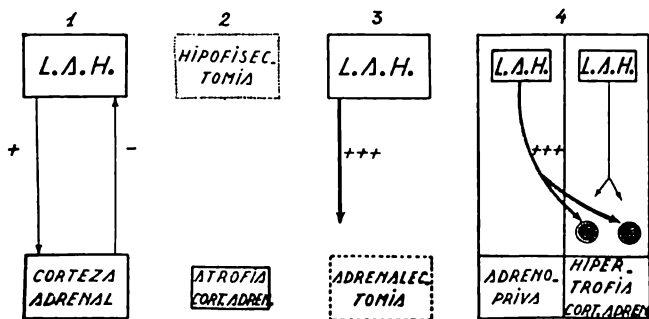 1
L.A.H.
+
-
CORTEZA
ADRENAL
2
HIPOFISEC-
TOMIA
ATROFIA
CORT.ADREN.
3
L.A.H.
+++
ADRENALEC-
TOMIA
4
L.A.H.
L.A.H.
+++
ADRENO-
PRIVA
HIPER-
TROFIA
CORT.ADREN